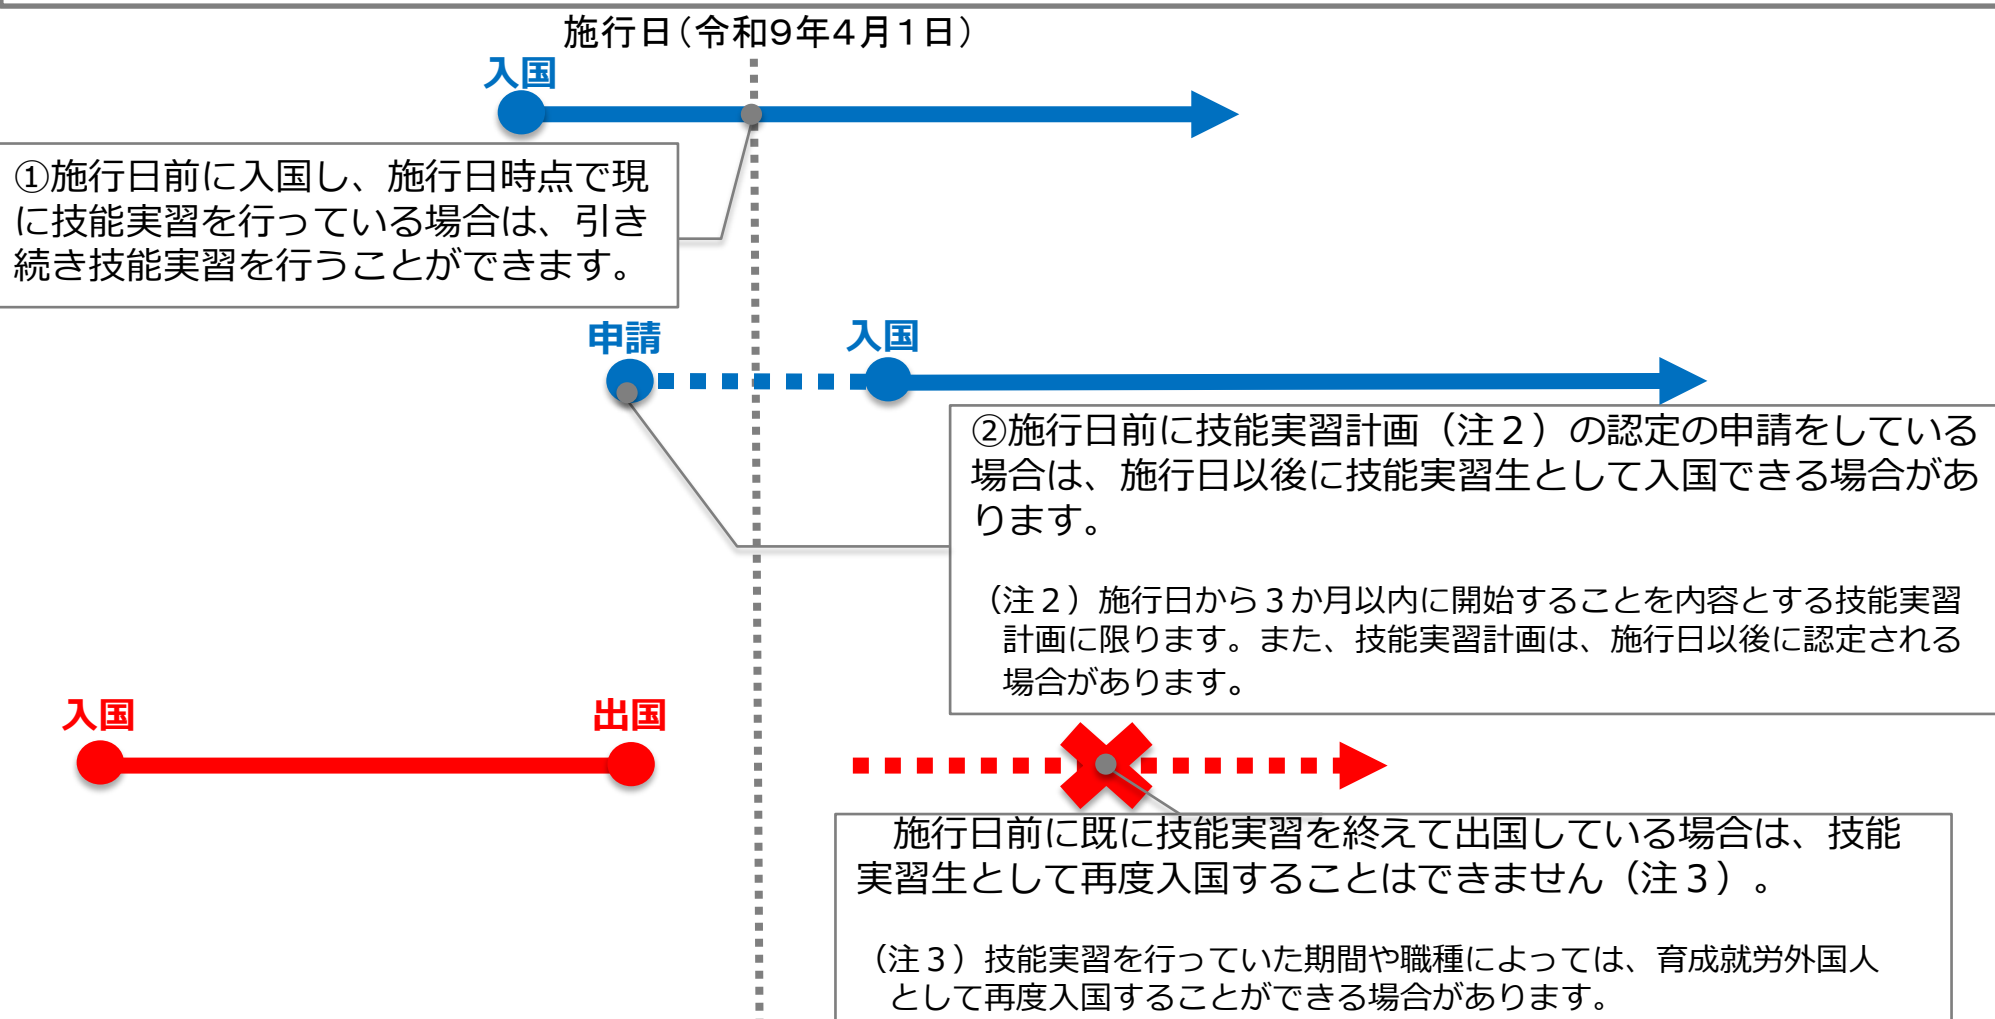 施行日(令和9年4月1日)
入国
①施行日前に入国し、施行日時点で現
に技能実習を行っている場合は、引き
続き技能実習を行うことができます。
申請
入国
②施行日前に技能実習計画(注2)の認定の申請をしている
場合は、施行日以後に技能実習生として入国できる場合があ
ります。
(注2)施行日から3か月以内に開始することを内容とする技能実習
計画に限ります。また、技能実習計画は、施行日以後に認定される
場合があります。
入国
出国
施行日前に既に技能実習を終えて出国している場合は、技能
実習生として再度入国することはできません(注3)。
(注3)技能実習を行っていた期間や職種によっては、育成就労外国人
として再度入国することができる場合があります。